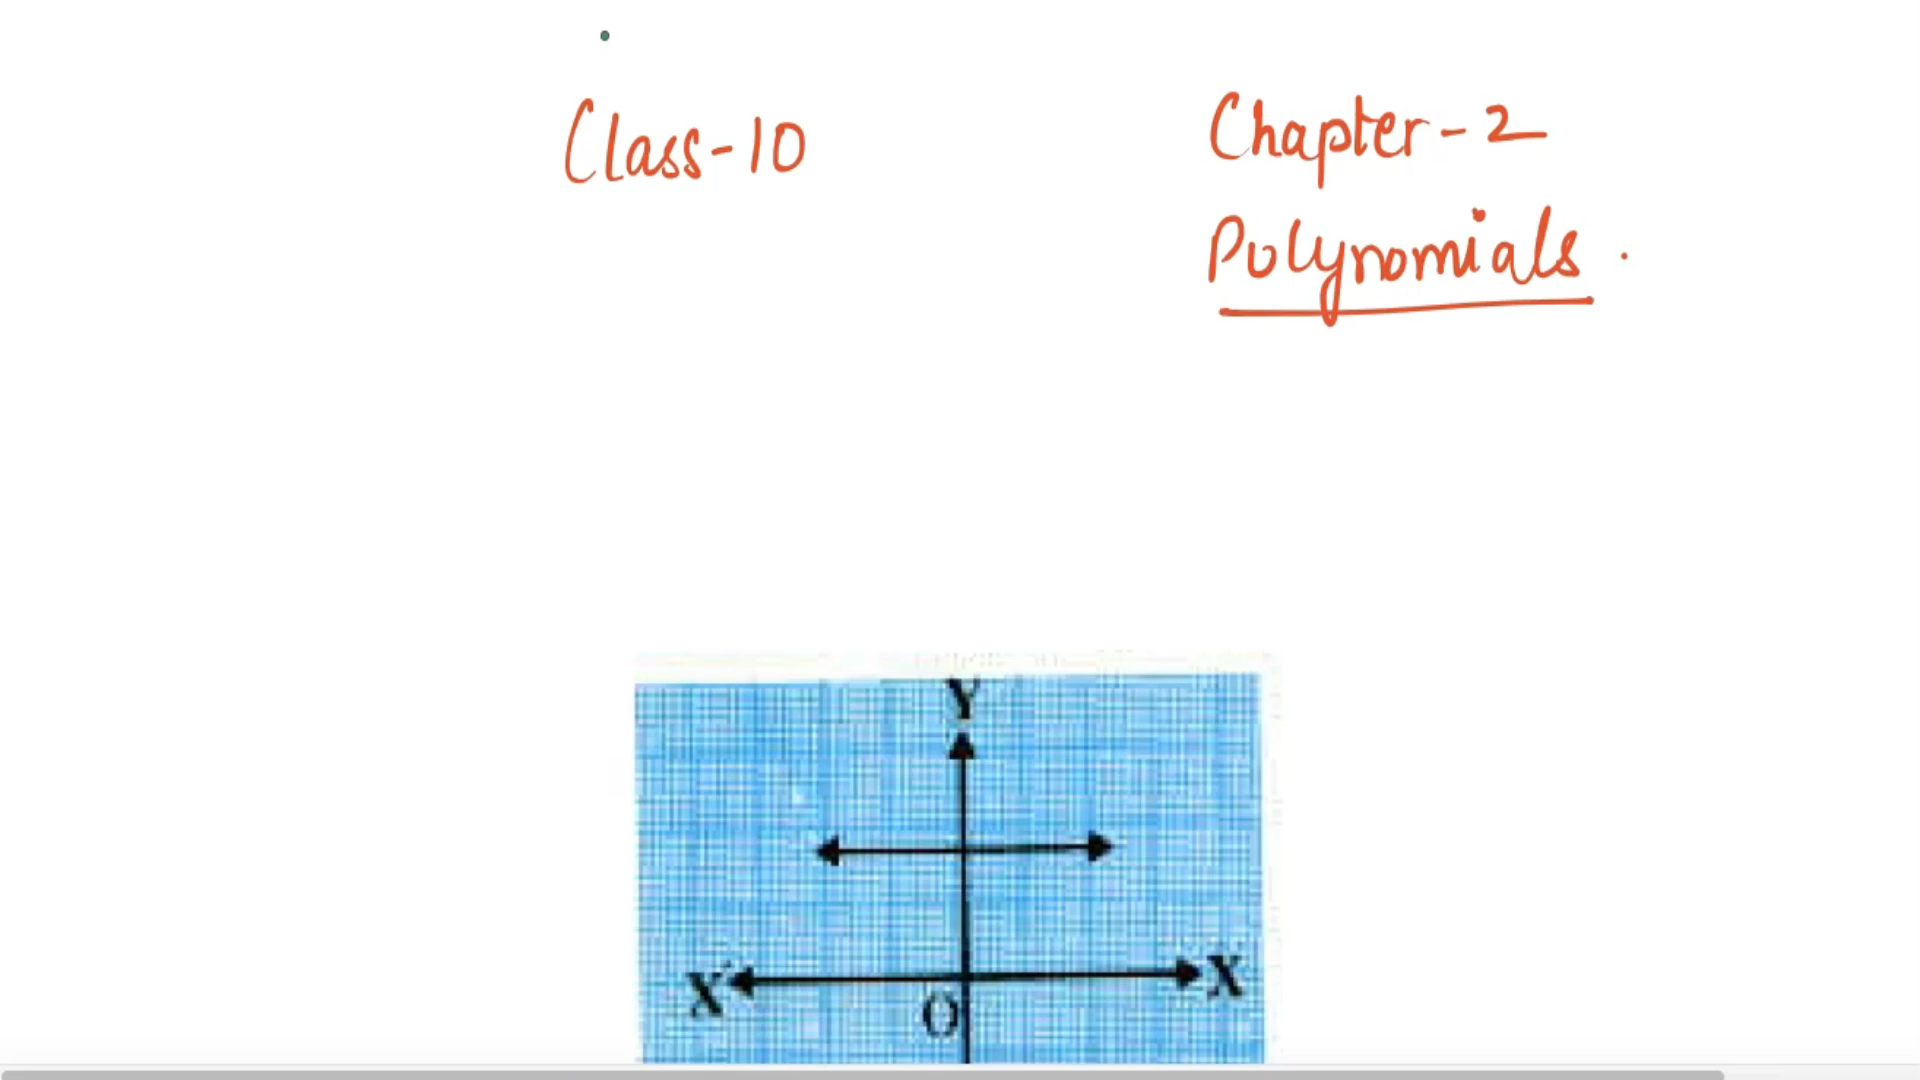 Class-10
Chapter-2
Polynomials.
Y
X' X
O